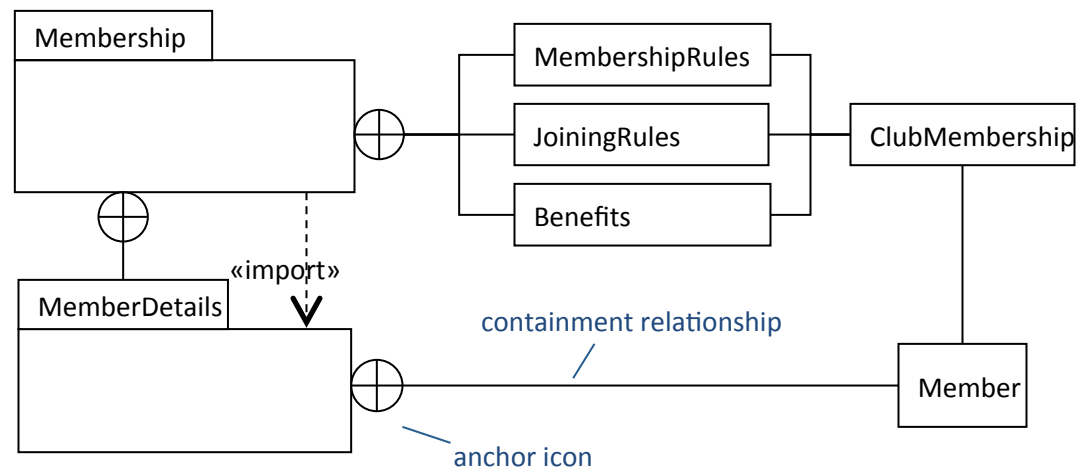 Membership
MembershipRules
JoiningRules
ClubMembership
Benefits
«import»
MemberDetails
containment relationship
Member
anchor icon